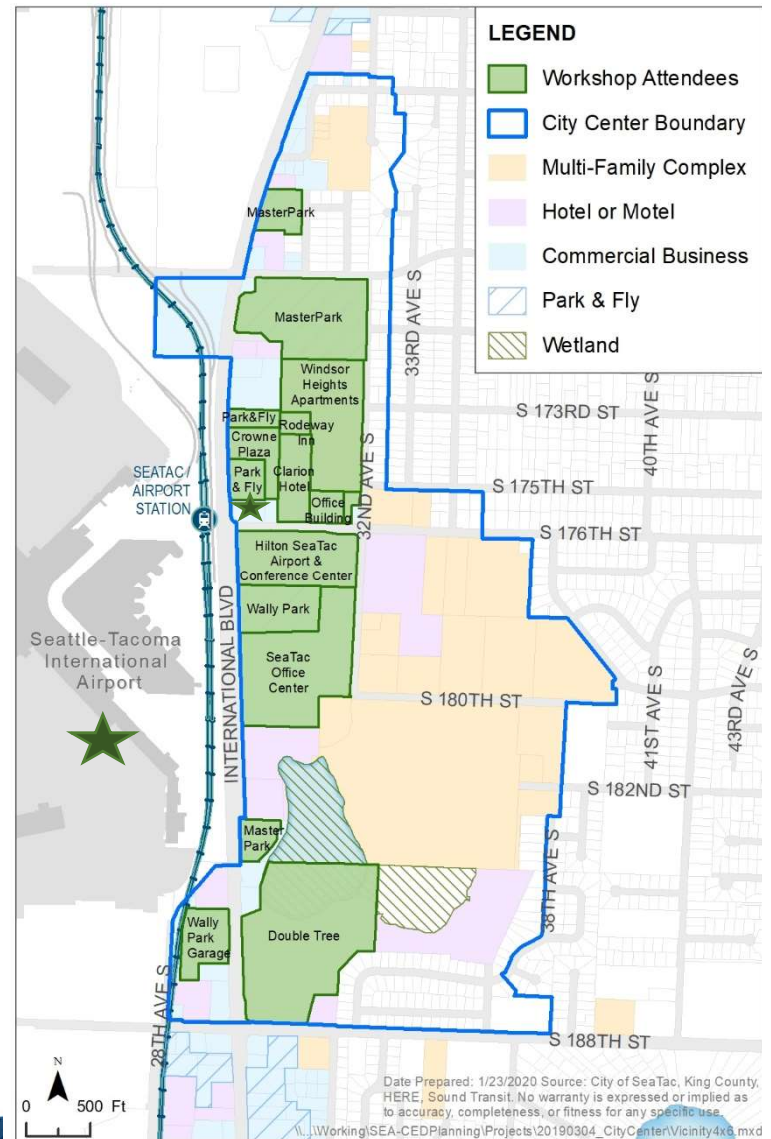 LEGEND
Workshop Attendees
City Center Boundary
Multi-Family Complex
Hotel or Motel
Commercial Business
Park & Fly
Wetland
MasterPark
MasterPark
Windsor
Heights
Apartments
Park&Fly
Rodeway
Inn
Crowne
Plaza
Park
& Fly
Clarion
Hotel
Office
Building
SEATAC /
AIRPORT
STATION
Hilton SeaTac
Airport &
Conference Center
Wally Park
SeaTac
Office
Center
Seattle-Tacoma
International
Airport
INTERNATIONAL BLVD
32ND AVE S
33RD AVE S
S 173RD ST
40TH AVE S
S 175TH ST
S 176TH ST
S 180TH ST
41ST AVE S
43RD AVE S
S 182ND ST
Master
Park
38TH AVE S
Wally
Park
Garage
Double Tree
28TH AVE S
S 188TH ST
N
0 500 Ft
Date Prepared: 1/23/2020 Source: City of SeaTac, King County,
HERE, Sound Transit. No warranty is expressed or implied as
to accuracy, completeness, or fitness for any specific use.
\\...\Working\SEA-CEDPlanning\Projects\20190304_CityCenter\Vicinity4x6.mxd